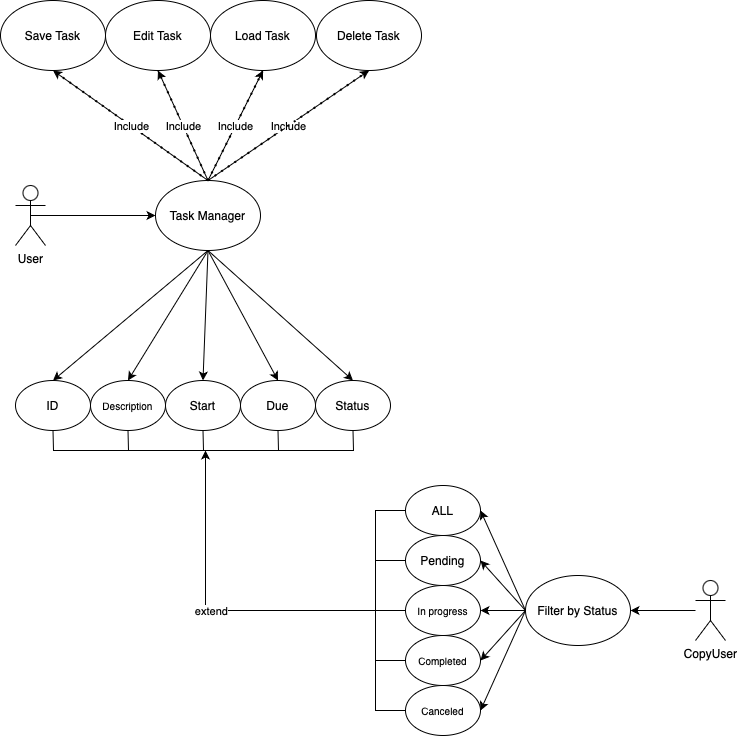 Save Task
Edit Task
Load Task
Delete Task
Include
Include
Include
Include
Task Manager
User
ID
Description
Start
Due
Status
ALL
Pending
In progress
Completed
Canceled
extend
Filter by Status
CopyUser